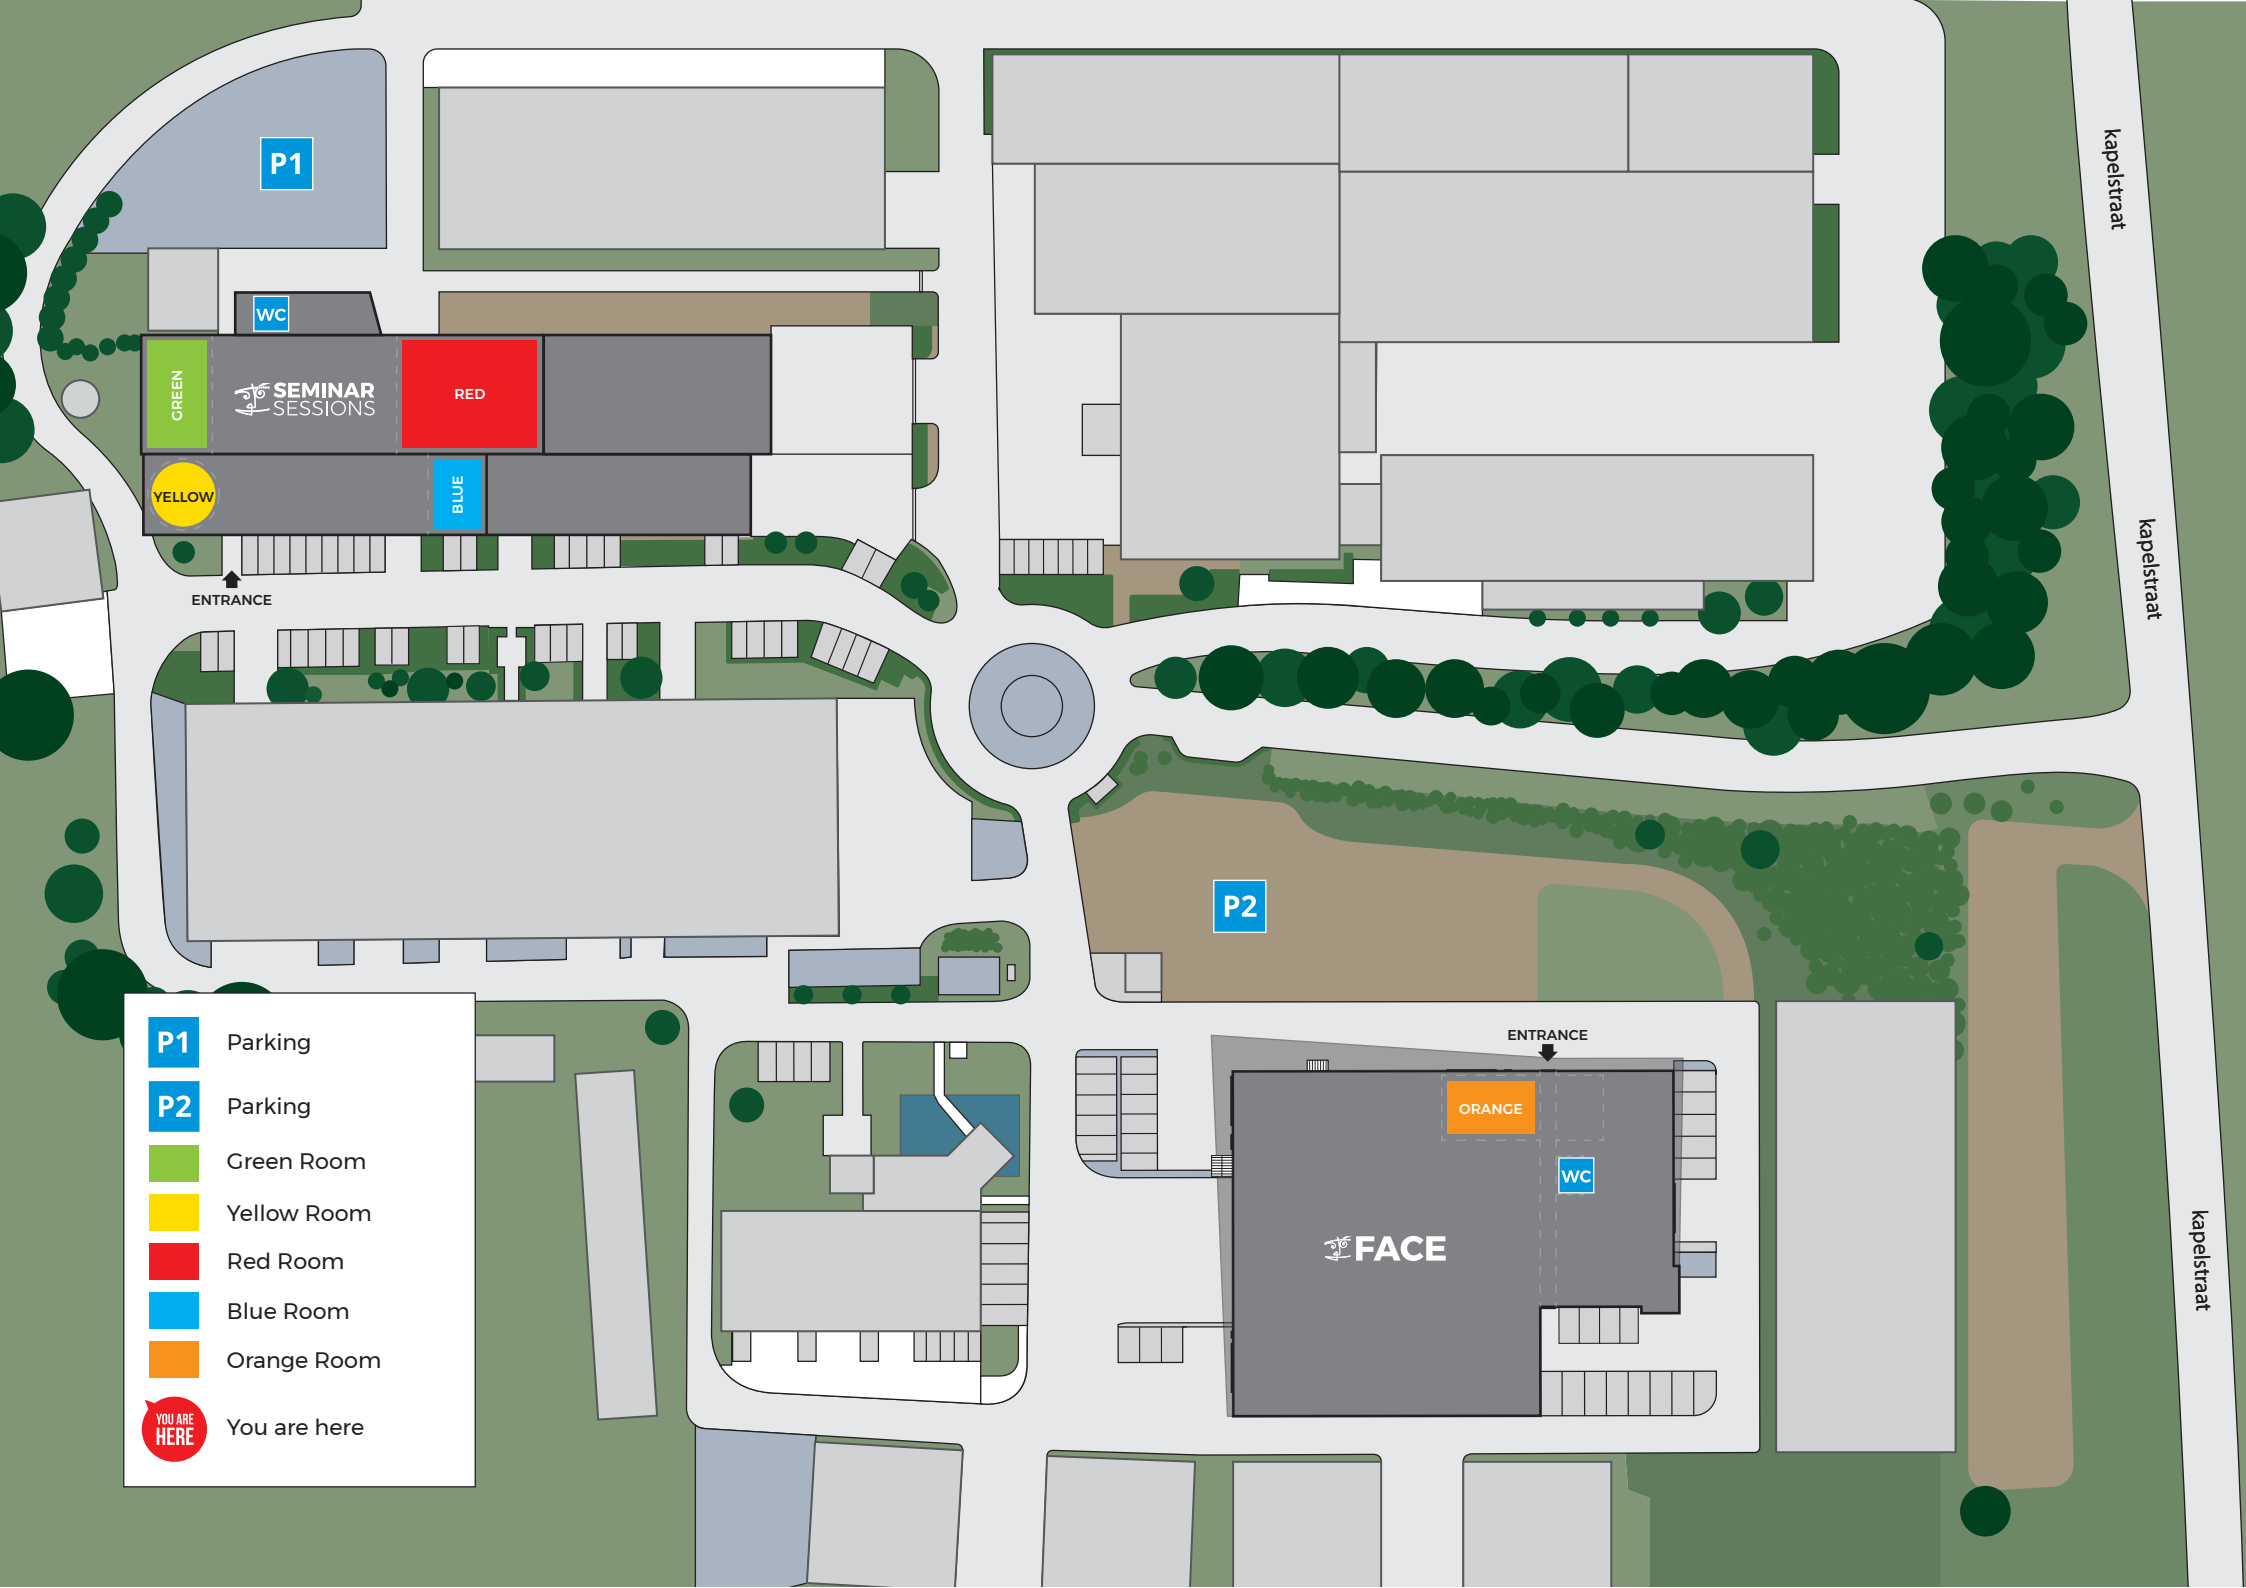 P1
kapelstraat
WC
GREEN
SEMINAR
SESSIONS
RED
YELLOW
BLUE
kapelstraat
ENTRANCE
P2
ENTRANCE
ORANGE
WC
FACE
kapelstraat
P1 Parking
P2 Parking
Green Room
Yellow Room
Red Room
Blue Room
Orange Room
YOU ARE
HERE
You are here